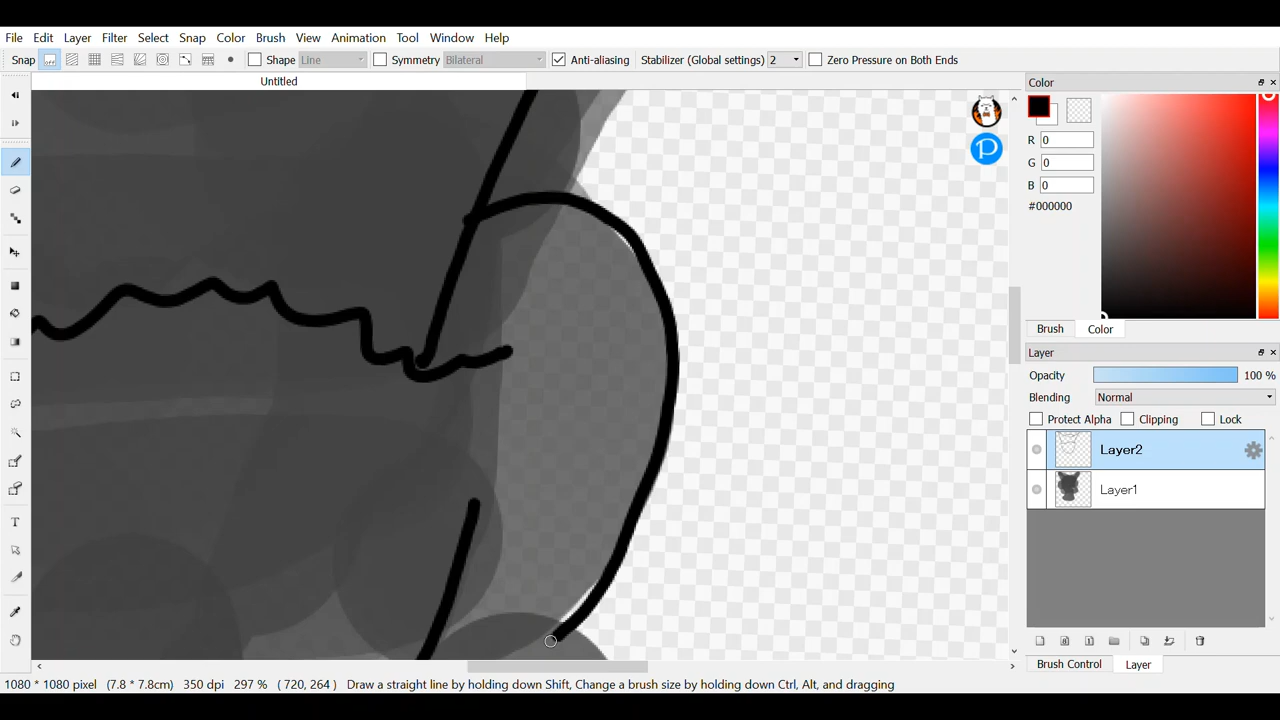 File Edit Layer Filter Select Snap Color Brush View Animation Tool Window Help
Snap Shape Line Symmetry Bilateral Anti-aliasing Stabilizer (Global settings) 2 Zero Pressure on Both Ends
Untitled
Color
R 0
G 0
B 0
#000000
Brush Color
Layer
Opacity 100 %
Blending Normal
Protect Alpha Clipping Lock
Layer2
Layer1
Brush Control Layer
1080 * 1080 pixel (7.8 * 7.8cm) 350 dpi 297 % ( 720, 264 ) Draw a straight line by holding down Shift, Change a brush size by holding down Ctrl, Alt, and dragging